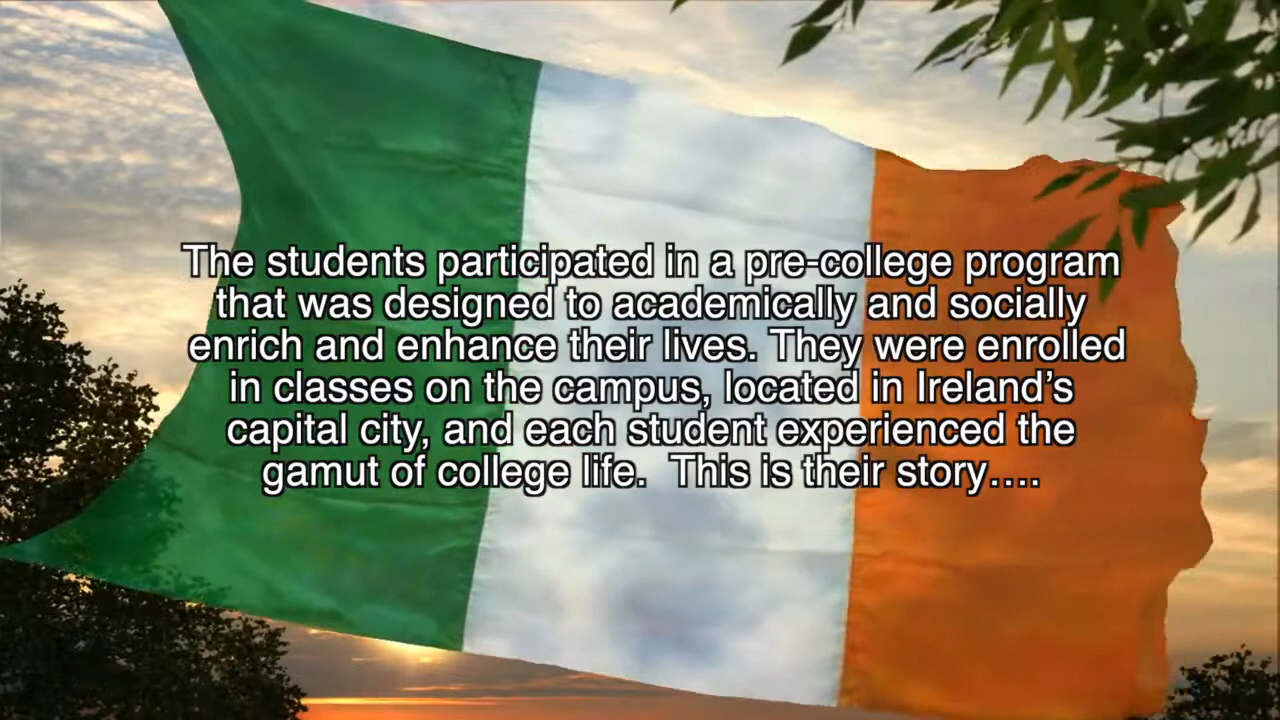 The students participated in a pre-college program
that was designed to academically and socially
enrich and enhance their lives. They were enrolled
in classes on the campus, located in Ireland’s
capital city, and each student experienced the
gamut of college life.  This is their story….